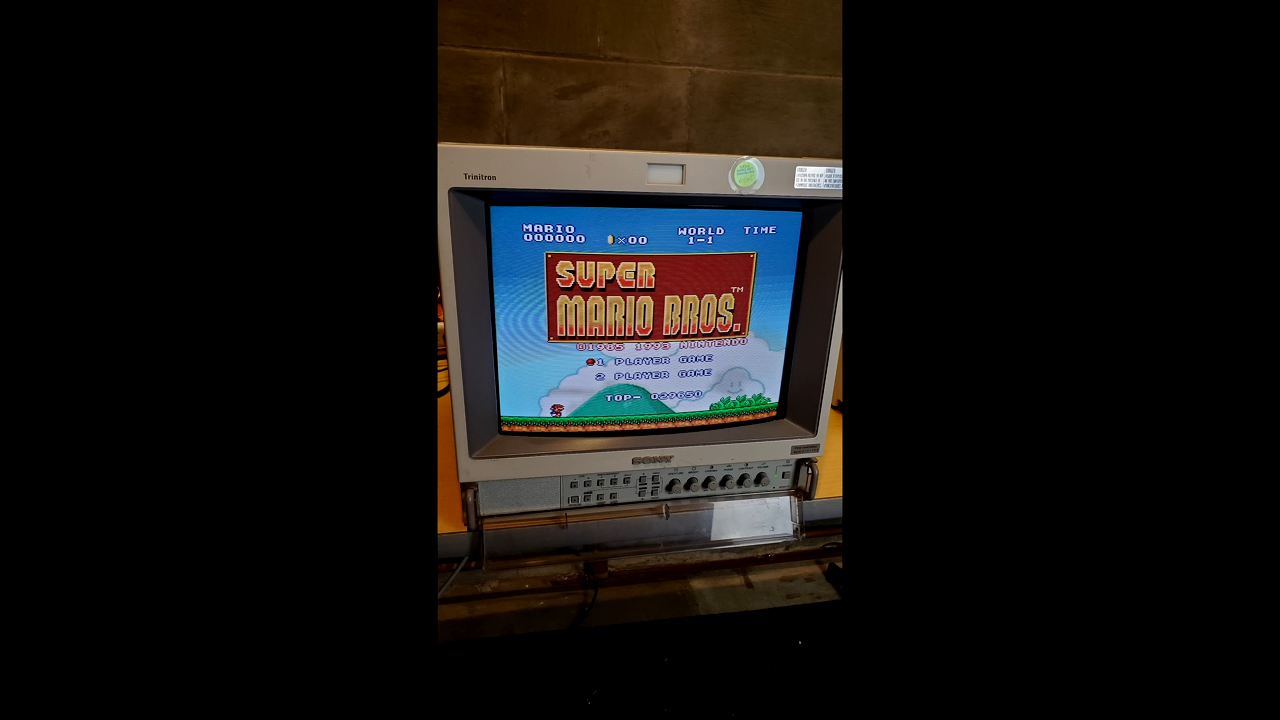 Trinitron
MARIO WORLD TIME
000000 ×00 1-1
SUPER
MARIO BROS.™
©1985 1993 NINTENDO
1 PLAYER GAME
2 PLAYER GAME
TOP- 029650
SONY